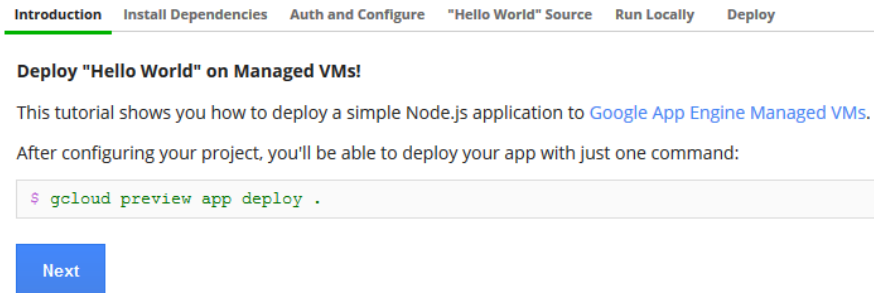 Introduction Install Dependencies Auth and Configure "Hello World" Source Run Locally Deploy
Deploy "Hello World" on Managed VMs!
This tutorial shows you how to deploy a simple Node.js application to Google App Engine Managed VMs.
After configuring your project, you'll be able to deploy your app with just one command:
$ gcloud preview app deploy .
Next